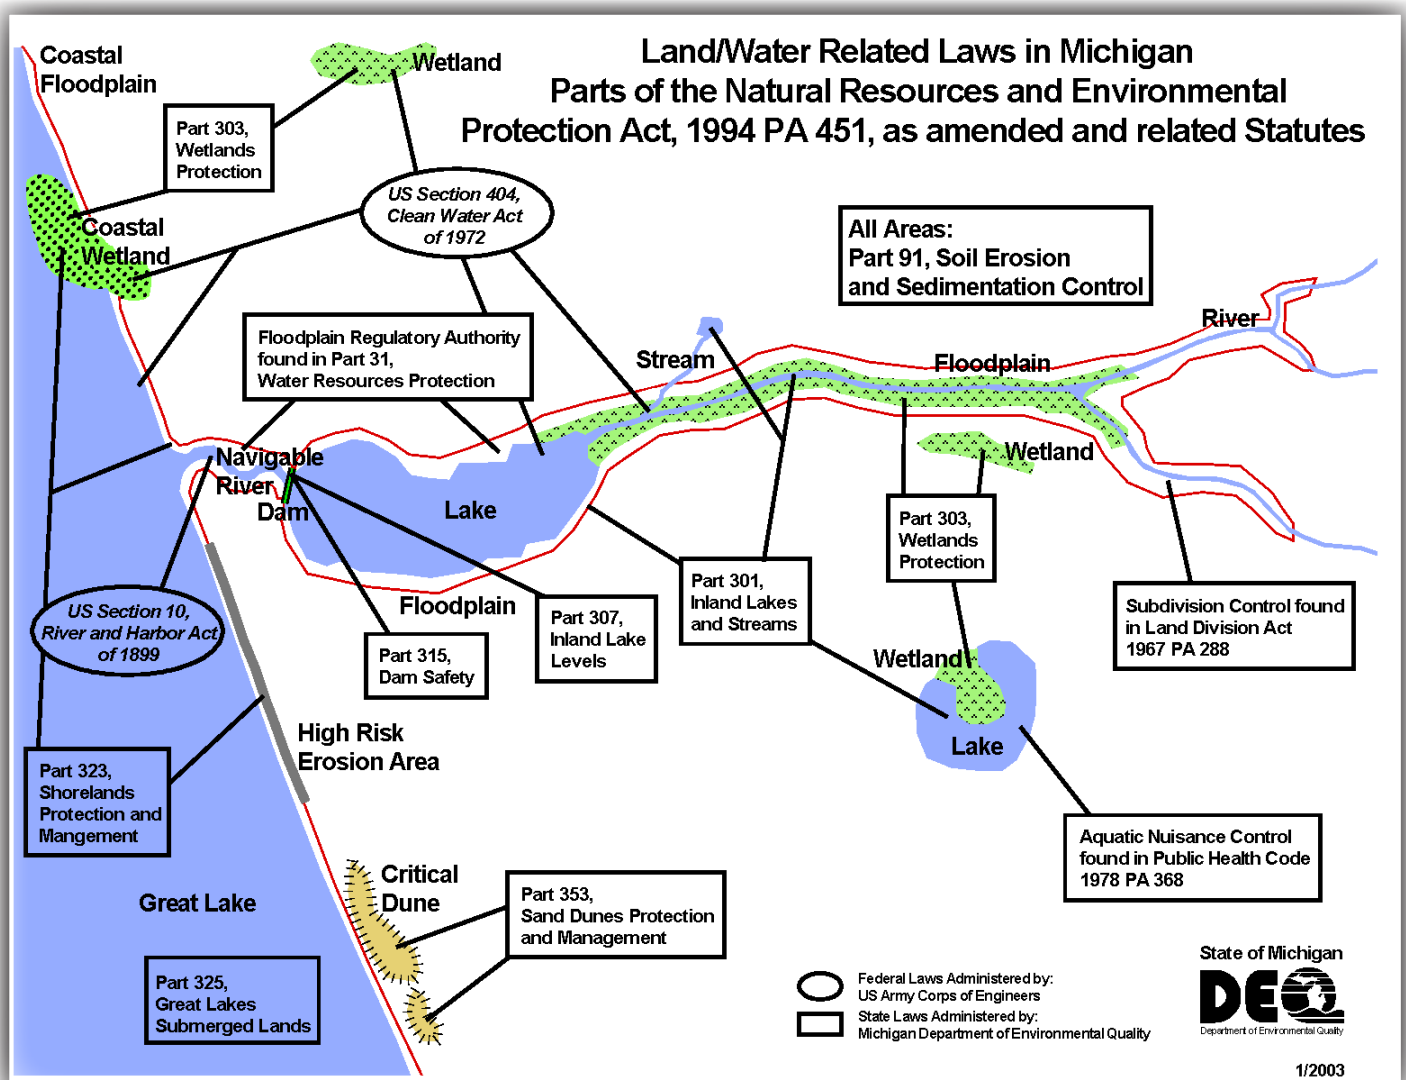 Land/Water Related Laws in Michigan
Parts of the Natural Resources and Environmental
Protection Act, 1994 PA 451, as amended and related Statutes
Coastal
Floodplain
Wetland
Part 303,
Wetlands
Protection
US Section 404,
Clean Water Act
of 1972
Coastal
Wetland
All Areas:
Part 91, Soil Erosion
and Sedimentation Control
Floodplain Regulatory Authority
found in Part 31,
Water Resources Protection
Stream
Floodplain
River
Navigable
River
Dam
Lake
Wetland
Part 303,
Wetlands
Protection
US Section 10,
River and Harbor Act
of 1899
Floodplain
Part 315,
Dam Safety
Part 307,
Inland Lake
Levels
Part 301,
Inland Lakes
and Streams
Subdivision Control found
in Land Division Act
1967 PA 288
Wetland
Lake
High Risk
Erosion Area
Part 323,
Shorelands
Protection and
Mangement
Aquatic Nuisance Control
found in Public Health Code
1978 PA 368
Critical
Dune
Great Lake
Part 353,
Sand Dunes Protection
and Management
Part 325,
Great Lakes
Submerged Lands
Federal Laws Administered by:
US Army Corps of Engineers
State Laws Administered by:
Michigan Department of Environmental Quality
State of Michigan
DEQ
Department of Environmental Quality
1/2003